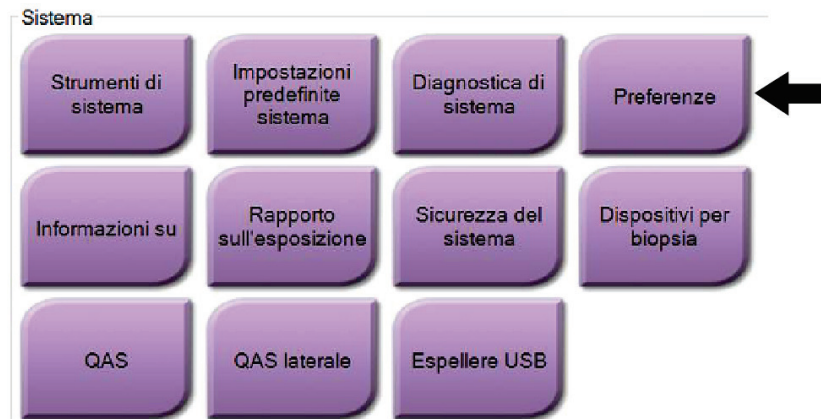 Sistema
Strumenti di
sistema
Impostazioni
predefinite
sistema
Diagnostica di
sistema
Preferenze
Informazioni su
Rapporto
sull'esposizione
Sicurezza del
sistema
Dispositivi per
biopsia
QAS
QAS laterale
Espellere USB